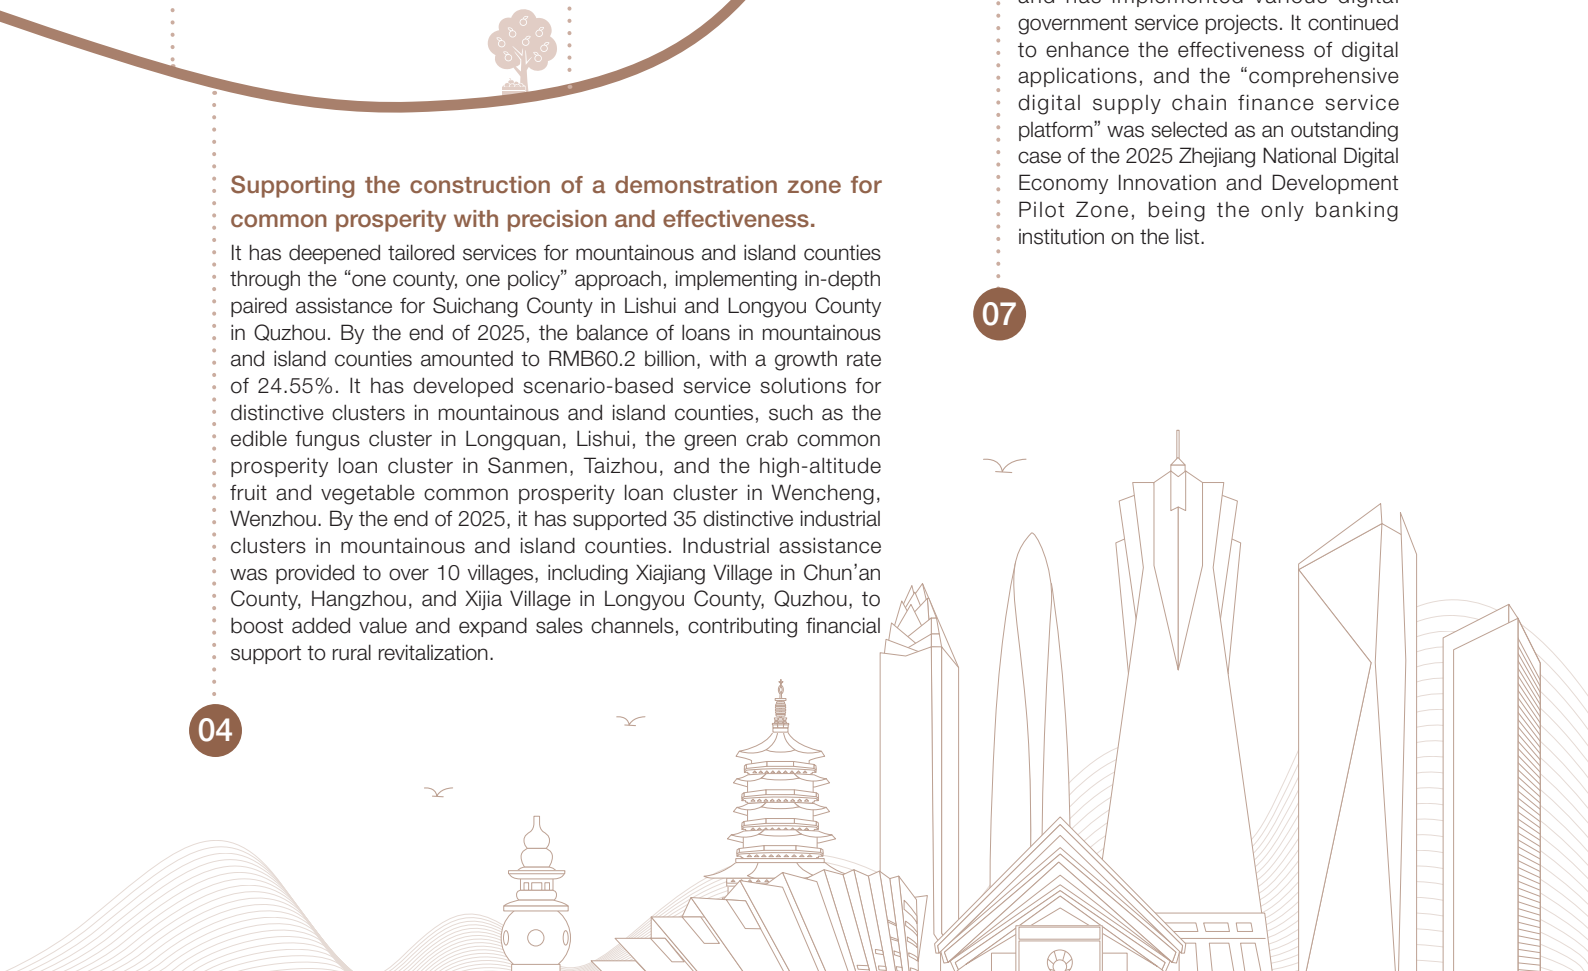 Supporting the construction of a demonstration zone for
common prosperity with precision and effectiveness.
It has deepened tailored services for mountainous and island counties
through the “one county, one policy” approach, implementing in-depth
paired assistance for Suichang County in Lishui and Longyou County
in Quzhou. By the end of 2025, the balance of loans in mountainous
and island counties amounted to RMB60.2 billion, with a growth rate
of 24.55%. It has developed scenario-based service solutions for
distinctive clusters in mountainous and island counties, such as the
edible fungus cluster in Longquan, Lishui, the green crab common
prosperity loan cluster in Sanmen, Taizhou, and the high-altitude
fruit and vegetable common prosperity loan cluster in Wencheng,
Wenzhou. By the end of 2025, it has supported 35 distinctive industrial
clusters in mountainous and island counties. Industrial assistance
was provided to over 10 villages, including Xiajiang Village in Chun’an
County, Hangzhou, and Xijia Village in Longyou County, Quzhou, to
boost added value and expand sales channels, contributing financial
support to rural revitalization.
04
and has implemented various digital
government service projects. It continued
to enhance the effectiveness of digital
applications, and the “comprehensive
digital supply chain finance service
platform” was selected as an outstanding
case of the 2025 Zhejiang National Digital
Economy Innovation and Development
Pilot Zone, being the only banking
institution on the list.
07